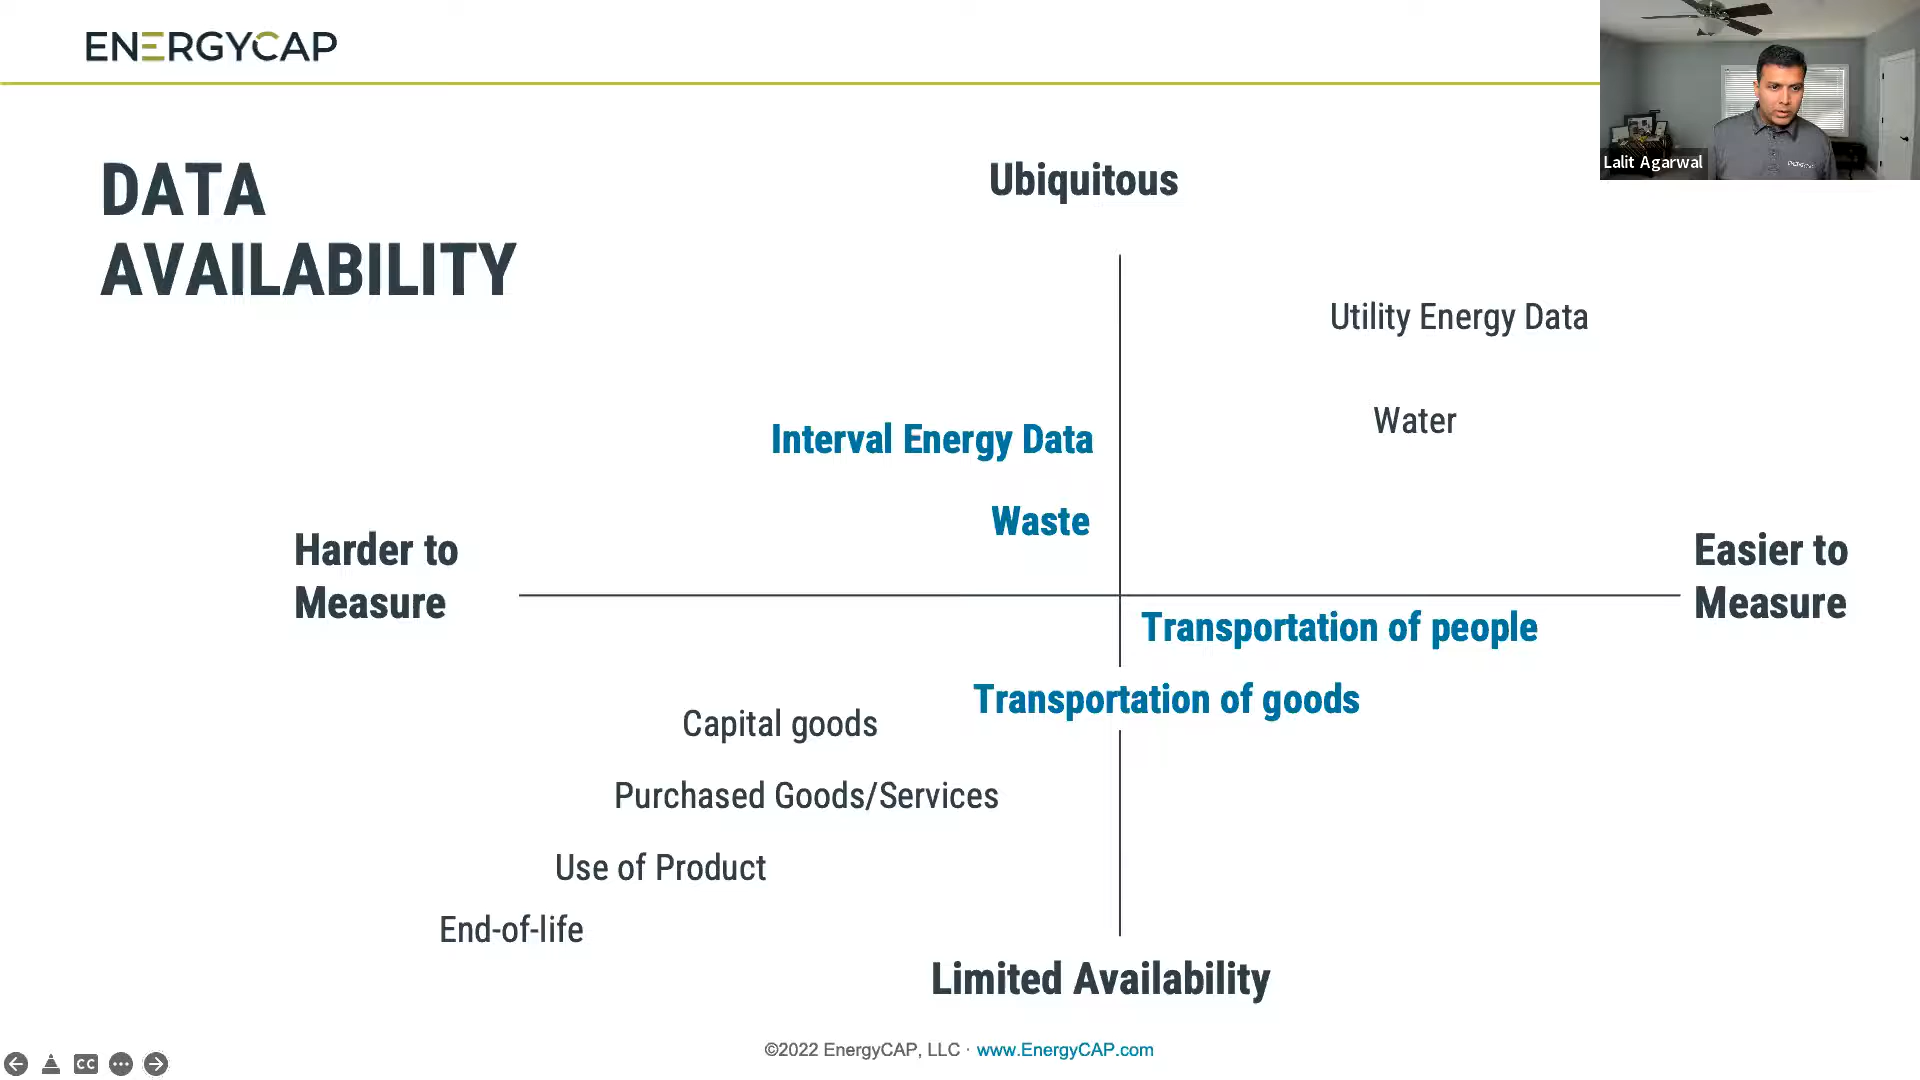 ENERGYCAP
Lalit Agarwal
DATA
AVAILABILITY
Ubiquitous
Utility Energy Data
Water
Interval Energy Data
Waste
Harder to
Measure
Easier to
Measure
Transportation of people
Transportation of goods
Capital goods
Purchased Goods/Services
Use of Product
End-of-life
Limited Availability
©2022 EnergyCAP, LLC · www.EnergyCAP.com
CC